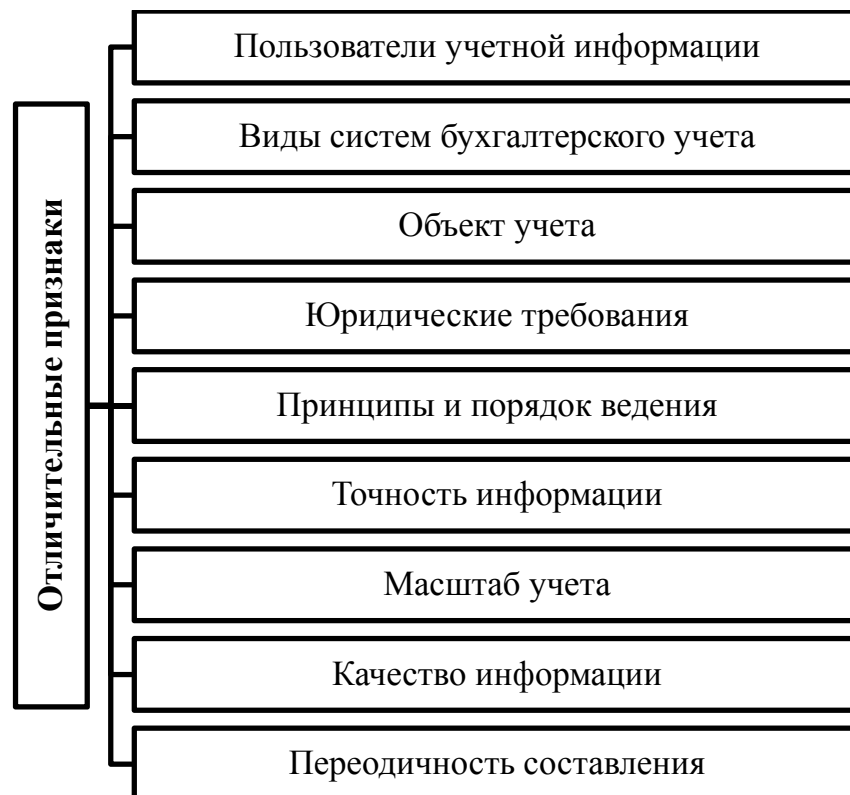 Отличительные признаки
Пользователи учетной информации
Виды систем бухгалтерского учета
Объект учета
Юридические требования
Принципы и порядок ведения
Точность информации
Масштаб учета
Качество информации
Переодичность составления